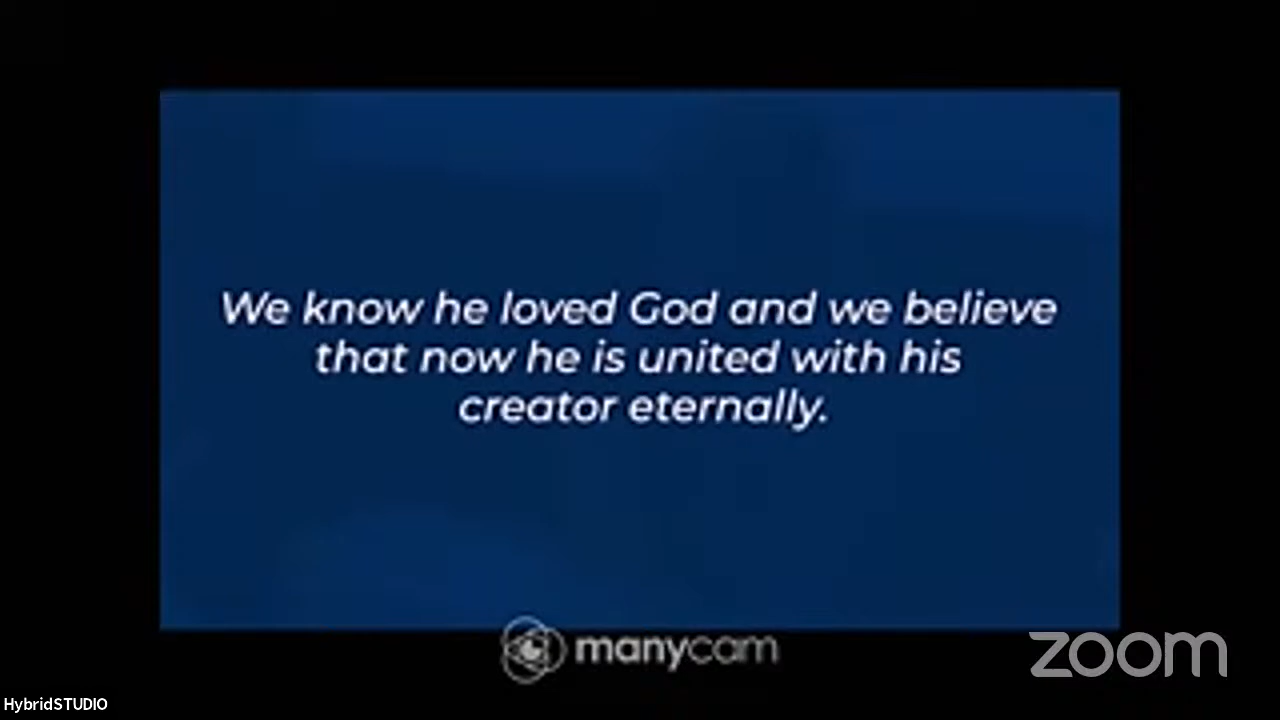 We know he loved God and we believe
that now he is united with his
creator eternally.
manycam
zoom
HybridSTUDIO